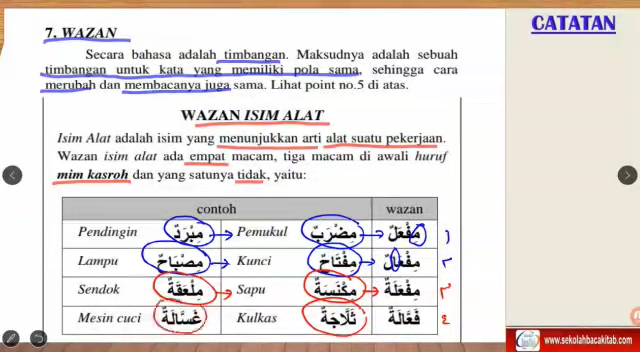 CATATAN
7. WAZAN
Secara bahasa adalah timbangan. Maksudnya adalah sebuah
timbangan untuk kata yang memiliki pola sama, sehingga cara
merubah dan membacanya juga sama. Lihat point no.5 di atas.
WAZAN ISIM ALAT
Isim Alat adalah isim yang menunjukkan arti alat suatu pekerjaan.
Wazan isim alat ada empat macam, tiga macam di awali huruf
mim kasroh dan yang satunya tidak, yaitu:
contoh wazan
Pendingin مِبْرَدٌ Pemukul مِضْرَبٌ مِفْعَلٌ ١
Lampu مِصْبَاحٌ Kunci مِفْتَاحٌ مِفْعَالٌ ٢
Sendok مِلْعَقَةٌ Sapu مِكْنَسَةٌ مِفْعَلَةٌ ٣
Mesin cuci غَسَّالَةٌ Kulkas ثَلَّاجَةٌ فَعَّالَةٌ ٤
www.sekolahbacakitab.com